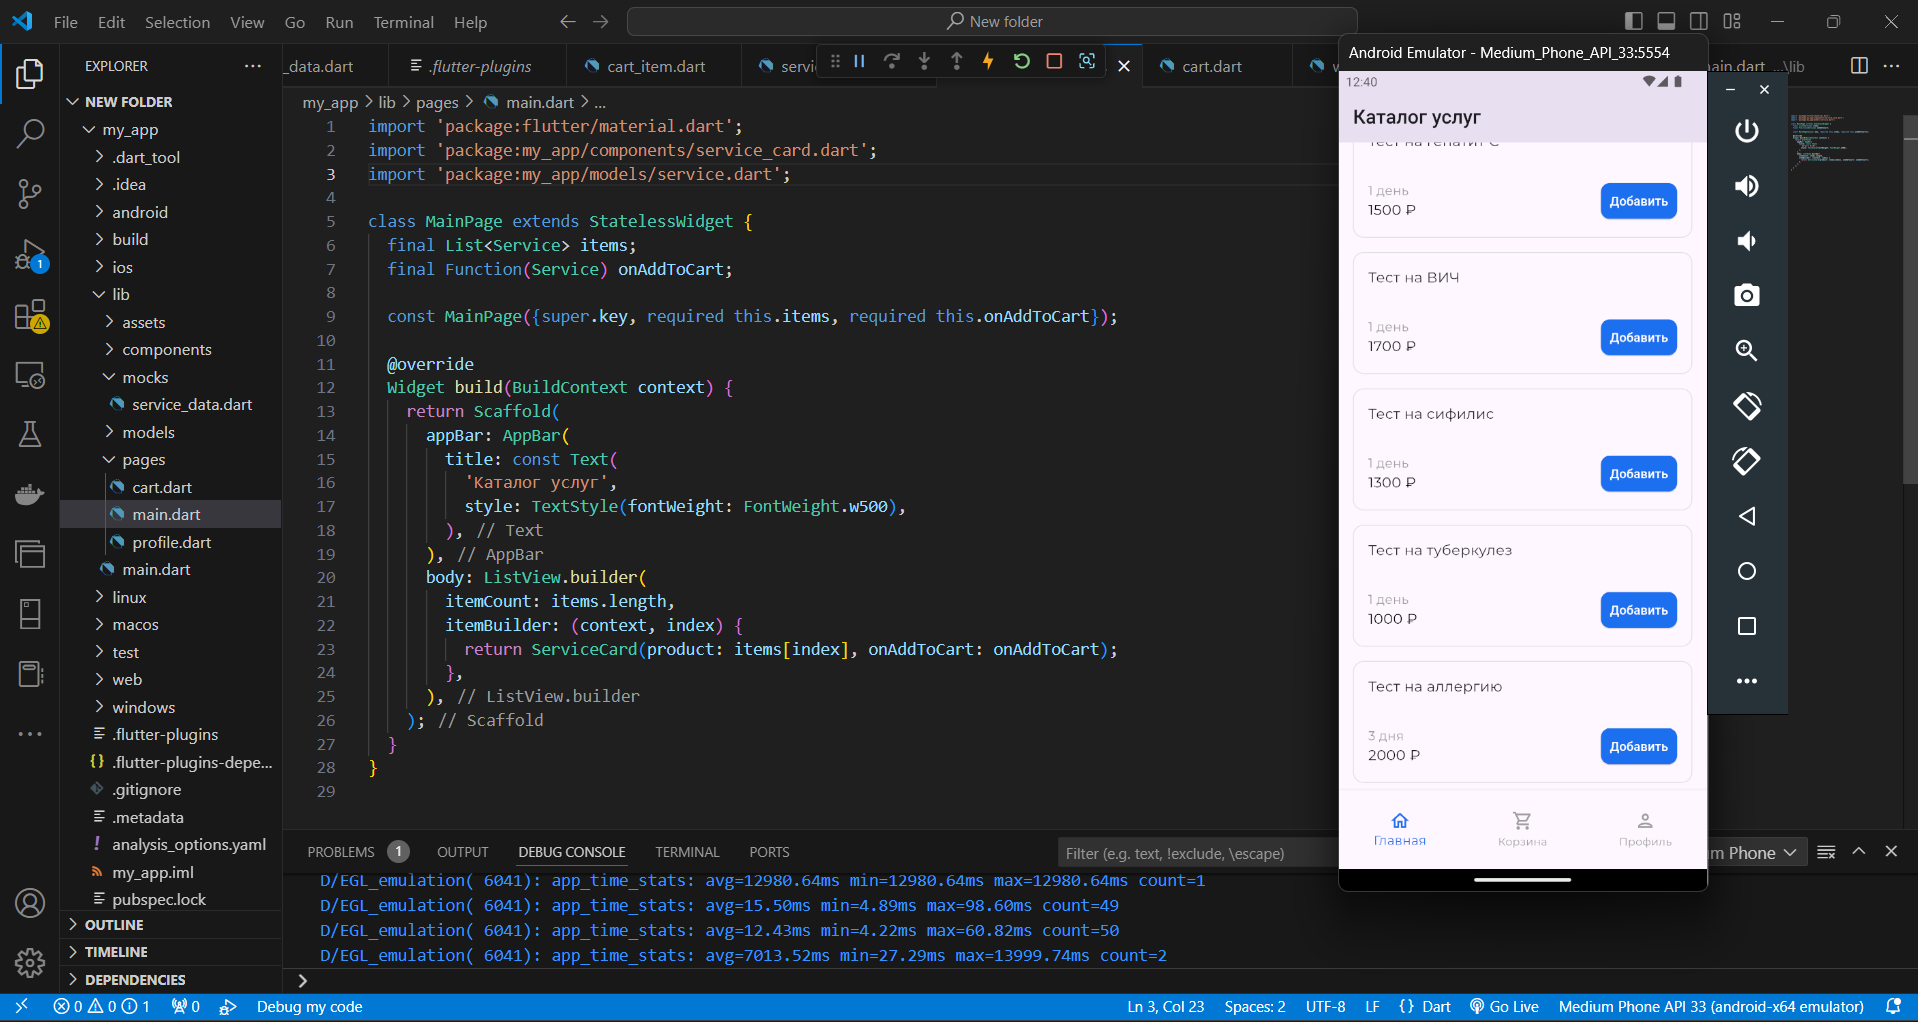 File Edit Selection View Go Run Terminal Help
New folder
EXPLORER
NEW FOLDER
my_app
.dart_tool
.idea
android
build
ios
lib
assets
components
mocks
service_data.dart
models
pages
cart.dart
main.dart
profile.dart
main.dart
linux
macos
test
web
windows
.flutter-plugins
.flutter-plugins-depe...
.gitignore
.metadata
analysis_options.yaml
my_app.iml
pubspec.lock
OUTLINE
TIMELINE
DEPENDENCIES
_data.dart .flutter-plugins cart_item.dart servi cart.dart w main.dart ...\lib
my_app > lib > pages > main.dart > ...
1 import 'package:flutter/material.dart';
2 import 'package:my_app/components/service_card.dart';
3 import 'package:my_app/models/service.dart';
4
5 class MainPage extends StatelessWidget {
6 final List<Service> items;
7 final Function(Service) onAddToCart;
8
9 const MainPage({super.key, required this.items, required this.onAddToCart});
10
11 @override
12 Widget build(BuildContext context) {
13 return Scaffold(
14 appBar: AppBar(
15 title: const Text(
16 'Каталог услуг',
17 style: TextStyle(fontWeight: FontWeight.w500),
18 ), // Text
19 ), // AppBar
20 body: ListView.builder(
21 itemCount: items.length,
22 itemBuilder: (context, index) {
23 return ServiceCard(product: items[index], onAddToCart: onAddToCart);
24 },
25 ), // ListView.builder
26 ); // Scaffold
27 }
28 }
29
PROBLEMS 1 OUTPUT DEBUG CONSOLE TERMINAL PORTS
Filter (e.g. text, !exclude, \escape)
m Phone
D/EGL_emulation( 6041): app_time_stats: avg=12980.64ms min=12980.64ms max=12980.64ms count=1
D/EGL_emulation( 6041): app_time_stats: avg=15.50ms min=4.89ms max=98.60ms count=49
D/EGL_emulation( 6041): app_time_stats: avg=12.43ms min=4.22ms max=60.82ms count=50
D/EGL_emulation( 6041): app_time_stats: avg=7013.52ms min=27.29ms max=13999.74ms count=2
Android Emulator - Medium_Phone_API_33:5554
12:40
Каталог услуг
Тест на гепатит C
1 день
1500 ₽
Добавить
Тест на ВИЧ
1 день
1700 ₽
Добавить
Тест на сифилис
1 день
1300 ₽
Добавить
Тест на туберкулез
1 день
1000 ₽
Добавить
Тест на аллергию
3 дня
2000 ₽
Добавить
Главная Корзина Профиль
1
0 0 1 0 Debug my code
Ln 3, Col 23 Spaces: 2 UTF-8 LF {} Dart Go Live Medium Phone API 33 (android-x64 emulator)